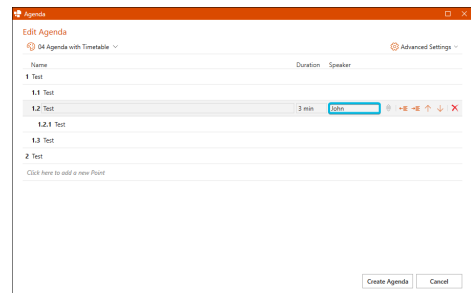 Agenda
Edit Agenda
04 Agenda with Timetable
Advanced Settings
Name Duration Speaker
1 Test
1.1 Test
1.2 Test 3 min John
1.2.1 Test
1.3 Test
2 Test
Click here to add a new Point
Create Agenda Cancel